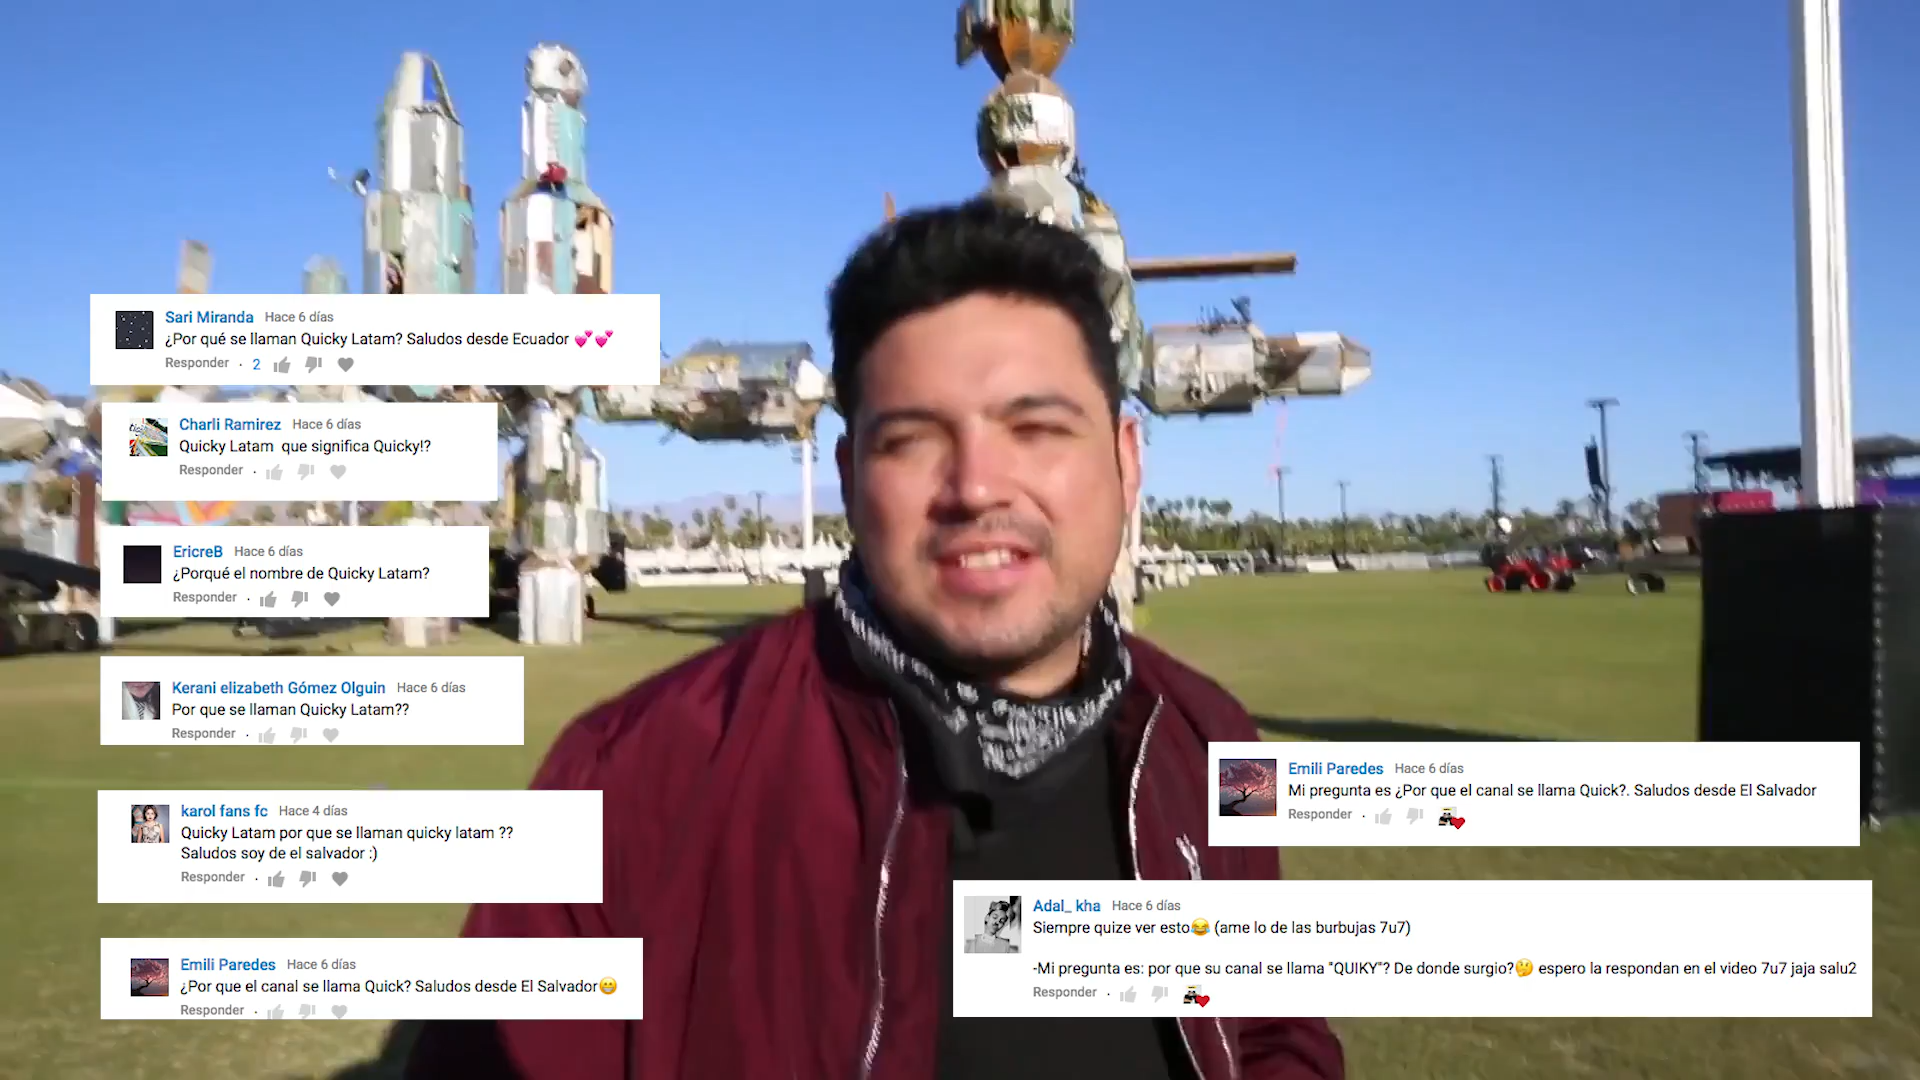 Sari Miranda Hace 6 días
¿Por qué se llaman Quicky Latam? Saludos desde Ecuador 💕💕
Responder · 2
Charli Ramirez Hace 6 días
Quicky Latam que significa Quicky!?
Responder ·
EricreB Hace 6 días
¿Porqué el nombre de Quicky Latam?
Responder ·
Kerani elizabeth Gómez Olguin Hace 6 días
Por que se llaman Quicky Latam??
Responder ·
karol fans fc Hace 4 días
Quicky Latam por que se llaman quicky latam ??
Saludos soy de el salvador :)
Responder ·
Emili Paredes Hace 6 días
¿Por que el canal se llama Quick? Saludos desde El Salvador😁
Responder ·
Emili Paredes Hace 6 días
Mi pregunta es ¿Por que el canal se llama Quick?. Saludos desde El Salvador
Responder ·
Adal_ kha Hace 6 días
Siempre quize ver esto😂 (ame lo de las burbujas 7u7)
-Mi pregunta es: por que su canal se llama "QUIKY"? De donde surgio?🤔 espero la respondan en el video 7u7 jaja salu2
Responder ·